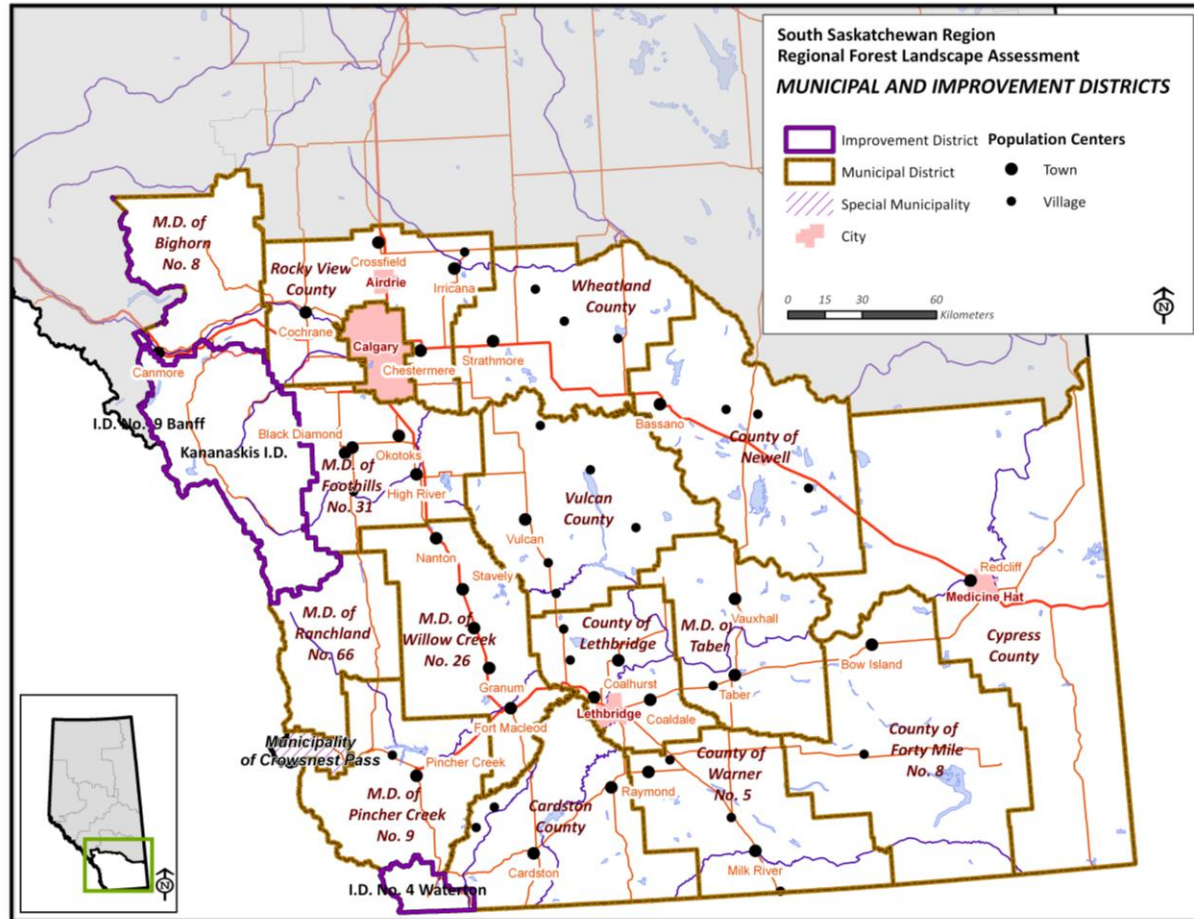 South Saskatchewan Region
Regional Forest Landscape Assessment
MUNICIPAL AND IMPROVEMENT DISTRICTS
Improvement District
Municipal District
Special Municipality
City
Population Centers
Town
Village
0 15 30 60
Kilometers
N
M.D. of
Bighorn
No. 8
Rocky View
County
Crossfield
Airdrie
Irricana
Wheatland
County
Cochrane
Calgary
Chestermere
Strathmore
Canmore
I.D. No. 9 Banff
Kananaskis I.D.
Black Diamond
Okotoks
M.D. of
Foothills
No. 31
High River
Bassano
County of
Newell
Vulcan
County
Vulcan
Nanton
Stavely
Redcliff
Medicine Hat
M.D. of
Ranchland
No. 66
M.D. of
Willow Creek
No. 26
County of
Lethbridge
M.D. of
Taber
Vauxhall
Cypress
County
Bow Island
Granum
Coalhurst
Taber
Fort Macleod
Lethbridge
Coaldale
Municipality
of Crowsnest Pass
Pincher Creek
County of
Warner
No. 5
County of
Forty Mile
No. 8
M.D. of
Pincher Creek
No. 9
Raymond
Cardston
County
Cardston
Milk River
I.D. No. 4 Waterton
N